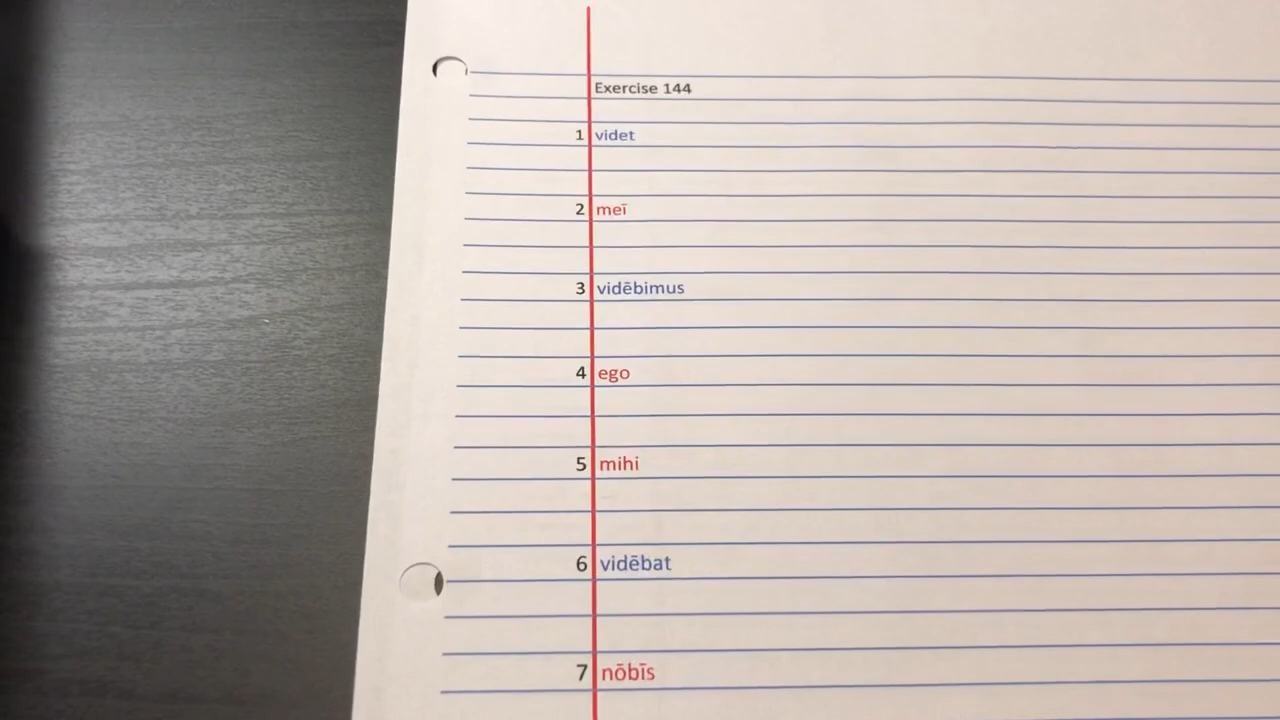 Exercise 144
1 videt
2 meī
3 vidēbimus
4 ego
5 mihi
6 vidēbat
7 nōbīs